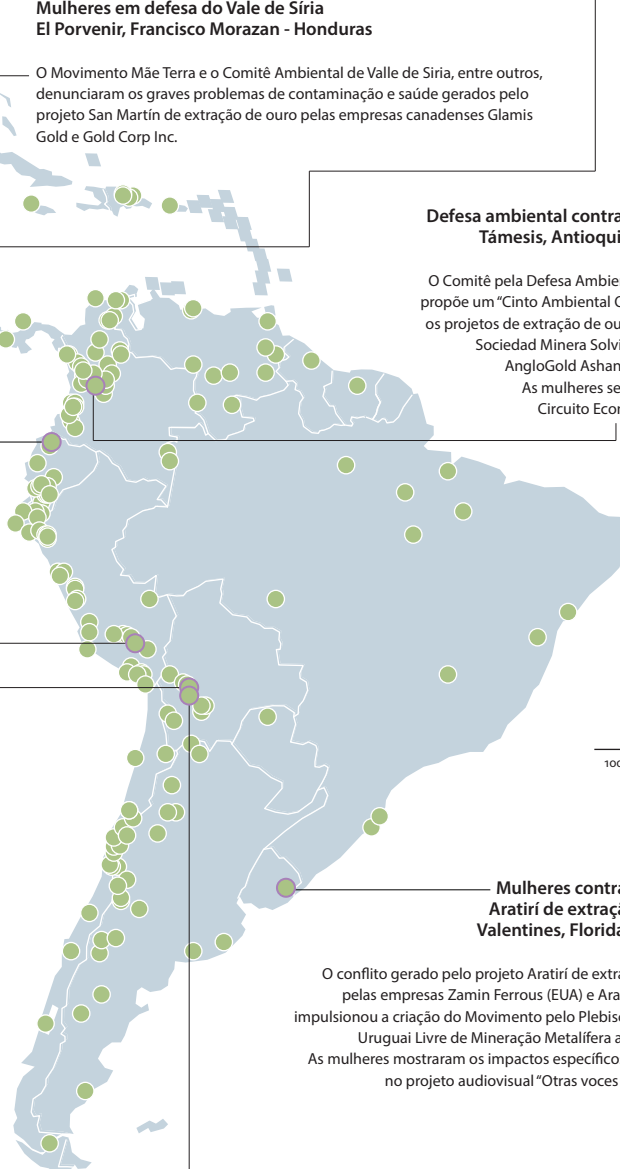 Mulheres em defesa do Vale de Síria
El Porvenir, Francisco Morazan - Honduras
O Movimento Mãe Terra e o Comitê Ambiental de Valle de Siria, entre outros,
denunciaram os graves problemas de contaminação e saúde gerados pelo
projeto San Martín de extração de ouro pelas empresas canadenses Glamis
Gold e Gold Corp Inc.
Defesa ambiental contra
Támesis, Antioqui
O Comitê pela Defesa Ambie
propõe um “Cinto Ambiental O
os projetos de extração de ou
Sociedad Minera Solvi
AngloGold Ashan
As mulheres se
Circuito Econ
100
Mulheres contra
Aratirí de extraçã
Valentines, Florida
O conflito gerado pelo projeto Aratirí de extra
pelas empresas Zamin Ferrous (EUA) e Ara
impulsionou a criação do Movimento pelo Plebisc
Uruguai Livre de Mineração Metalífera a
As mulheres mostraram os impactos específico
no projeto audiovisual “Otras voces